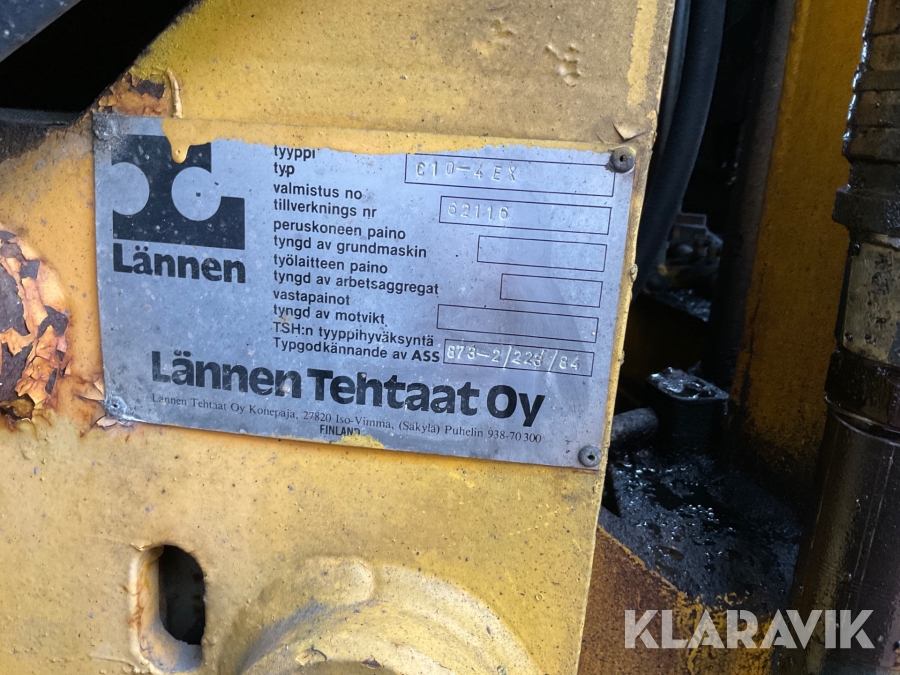 Lännen
tyyppi
typ C10-4EX
valmistus no
tillverknings nr 62116
peruskoneen paino
tyngd av grundmaskin
työlaitteen paino
tyngd av arbetsaggregat
vastapainot
tyngd av motvikt
TSH:n tyyppihyväksyntä
Typgodkännande av ASS
Lännen Tehtaat Oy
Lännen Tehtaat Oy Konepaja, 27820 Iso-Vimma, (Säkylä) Puhelin 938-70300
FINLAND
KLARAVIK